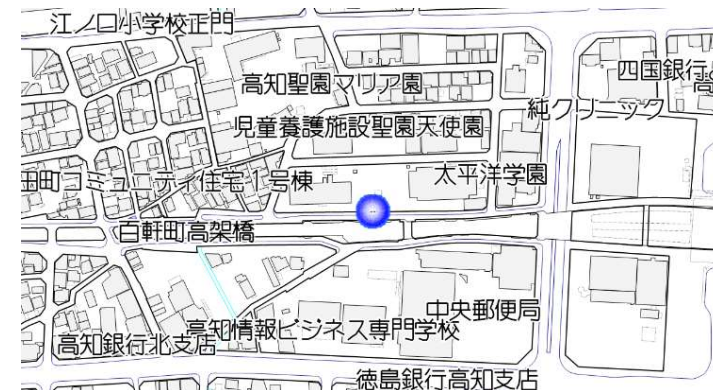 江ノ口小学校正門
四国銀行
高知聖園マリア園
純クリニック
児童養護施設聖園天使園
太平洋学園
田町コミュニティ住宅1号棟
百軒町高架橋
中央郵便局
高知情報ビジネス専門学校
高知銀行北支店
徳島銀行高知支店